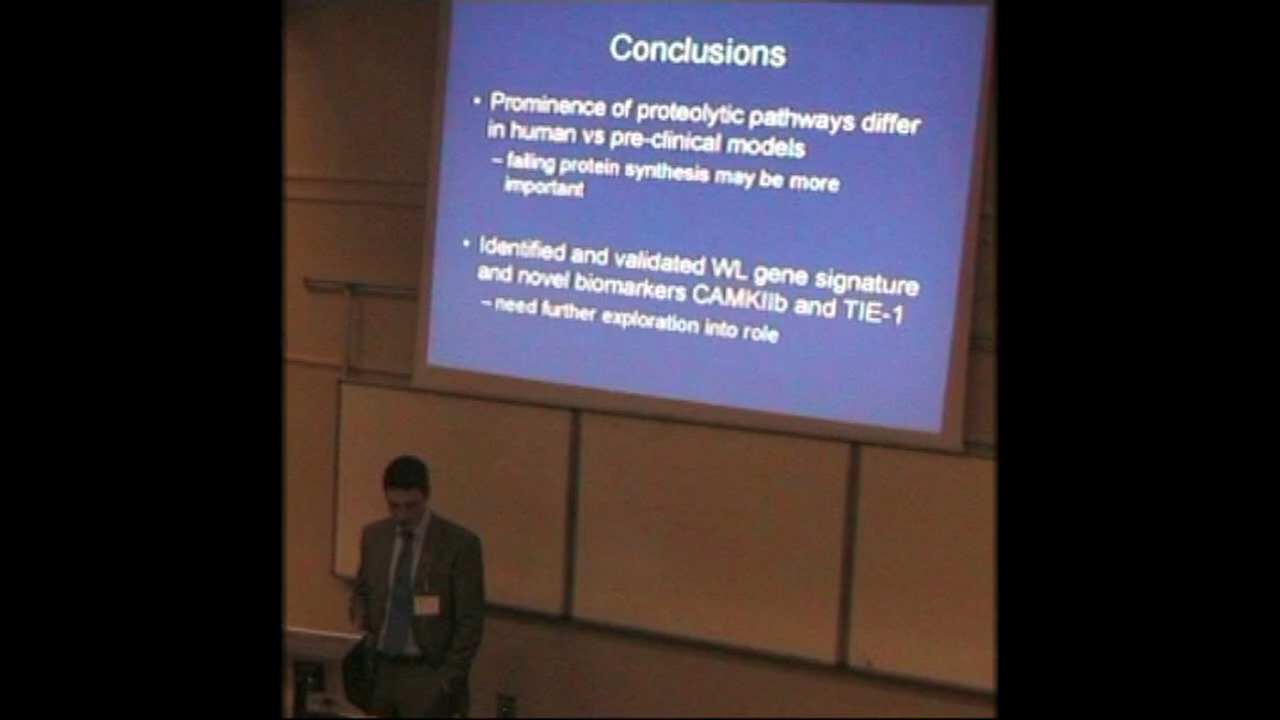 Conclusions
• Prominence of proteolytic pathways differ
in human vs pre-clinical models
– failing protein synthesis may be more
important
• Identified and validated WL gene signature
and novel biomarkers CAMKIIb and TIE-1
– need further exploration into role